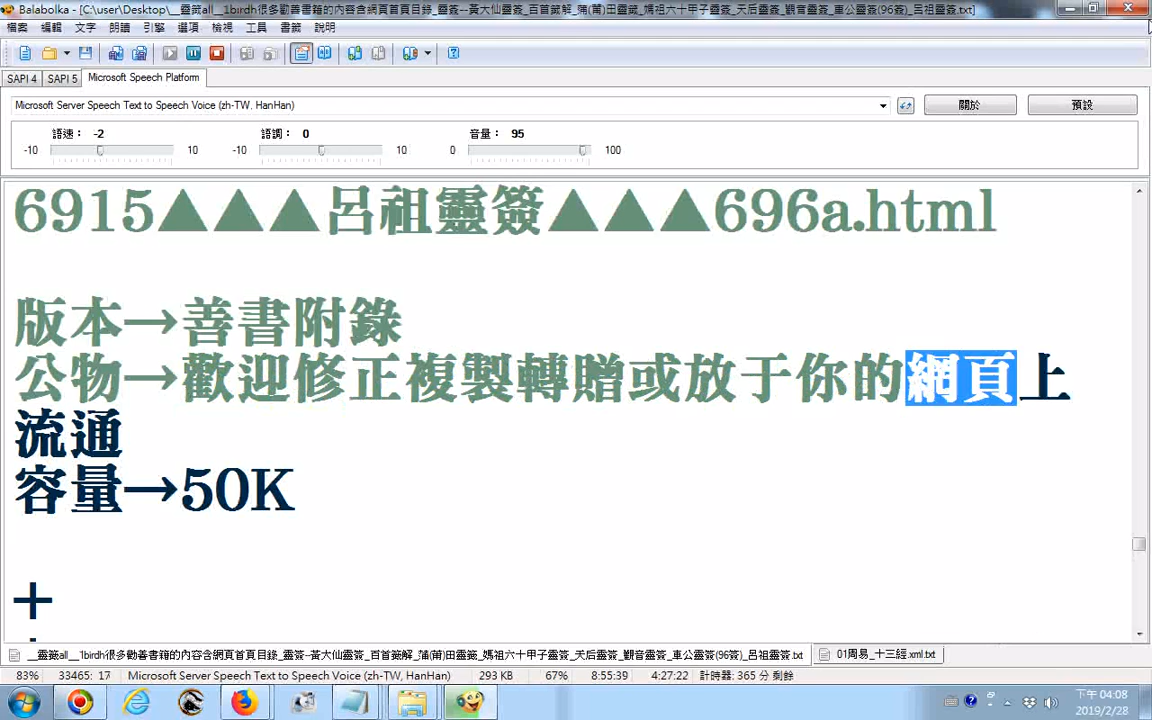 Balabolka - [C:\user\Desktop\__靈籤all__1birdh很多勸善書籍的內容含網頁首頁目錄_靈簽--黃大仙靈簽_百首籤解_蒲(莆)田靈籤_媽祖六十甲子靈簽_天后靈簽_觀音靈簽_車公靈簽(96簽)_呂祖靈簽.txt]
檔案 編輯 文字 朗讀 引擎 選項 檢視 工具 書籤 說明
SAPI 4 SAPI 5 Microsoft Speech Platform
Microsoft Server Speech Text to Speech Voice (zh-TW, HanHan) 關於 預設
語速： -2 語調： 0 音量： 95
-10 10 -10 10 0 100
6915▲▲▲呂祖靈簽▲▲▲696a.html
版本→善書附錄
公物→歡迎修正複製轉贈或放于你的網頁上
流通
容量→50K
＋
__靈籤all__1birdh很多勸善書籍的內容含網頁首頁目錄_靈簽--黃大仙靈簽_百首籤解_蒲(莆)田靈籤_媽祖六十甲子靈簽_天后靈簽_觀音靈簽_車公靈簽(96簽)_呂祖靈簽.txt 01周易_十三經.xml.txt
83% 33465: 17 Microsoft Server Speech Text to Speech Voice (zh-TW, HanHan) 293 KB 67% 8:55:39 4:27:22 計時器: 365 分 剩餘
下午 04:08
2019/2/28